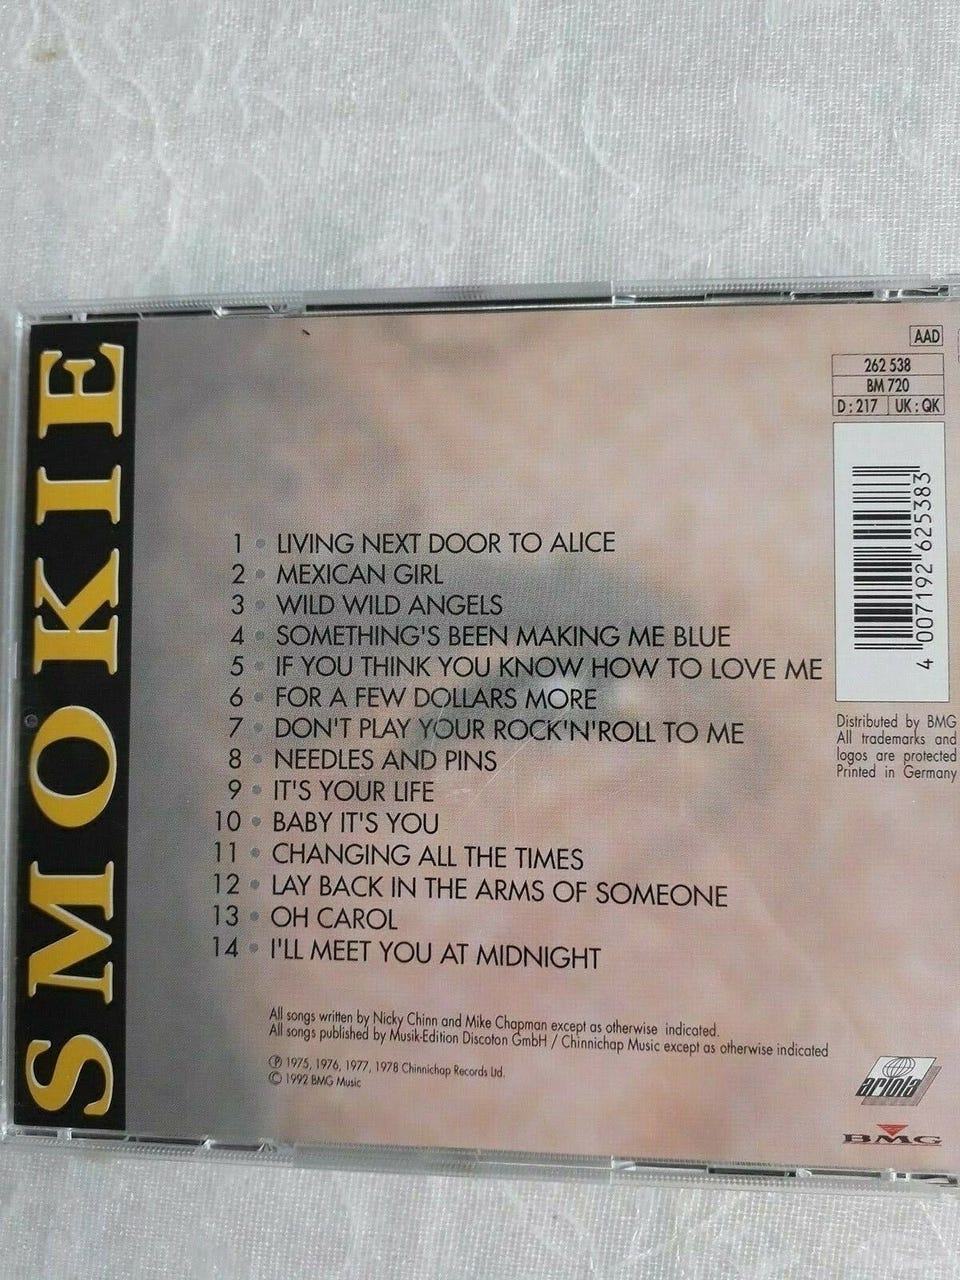 SMOKIE
AAD
262 538
BM 720
D : 217 UK : QK
4 007192 625383
1 • LIVING NEXT DOOR TO ALICE
2 • MEXICAN GIRL
3 • WILD WILD ANGELS
4 • SOMETHING'S BEEN MAKING ME BLUE
5 • IF YOU THINK YOU KNOW HOW TO LOVE ME
6 • FOR A FEW DOLLARS MORE
7 • DON'T PLAY YOUR ROCK'N'ROLL TO ME
8 • NEEDLES AND PINS
9 • IT'S YOUR LIFE
10 • BABY IT'S YOU
11 • CHANGING ALL THE TIMES
12 • LAY BACK IN THE ARMS OF SOMEONE
13 • OH CAROL
14 • I'LL MEET YOU AT MIDNIGHT
Distributed by BMG
All trademarks and
logos are protected
Printed in Germany
All songs written by Nicky Chinn and Mike Chapman except as otherwise indicated.
All songs published by Musik-Edition Discoton GmbH / Chinnichap Music except as otherwise indicated
℗ 1975, 1976, 1977, 1978 Chinnichap Records Ltd.
© 1992 BMG Music
ariola
BMG